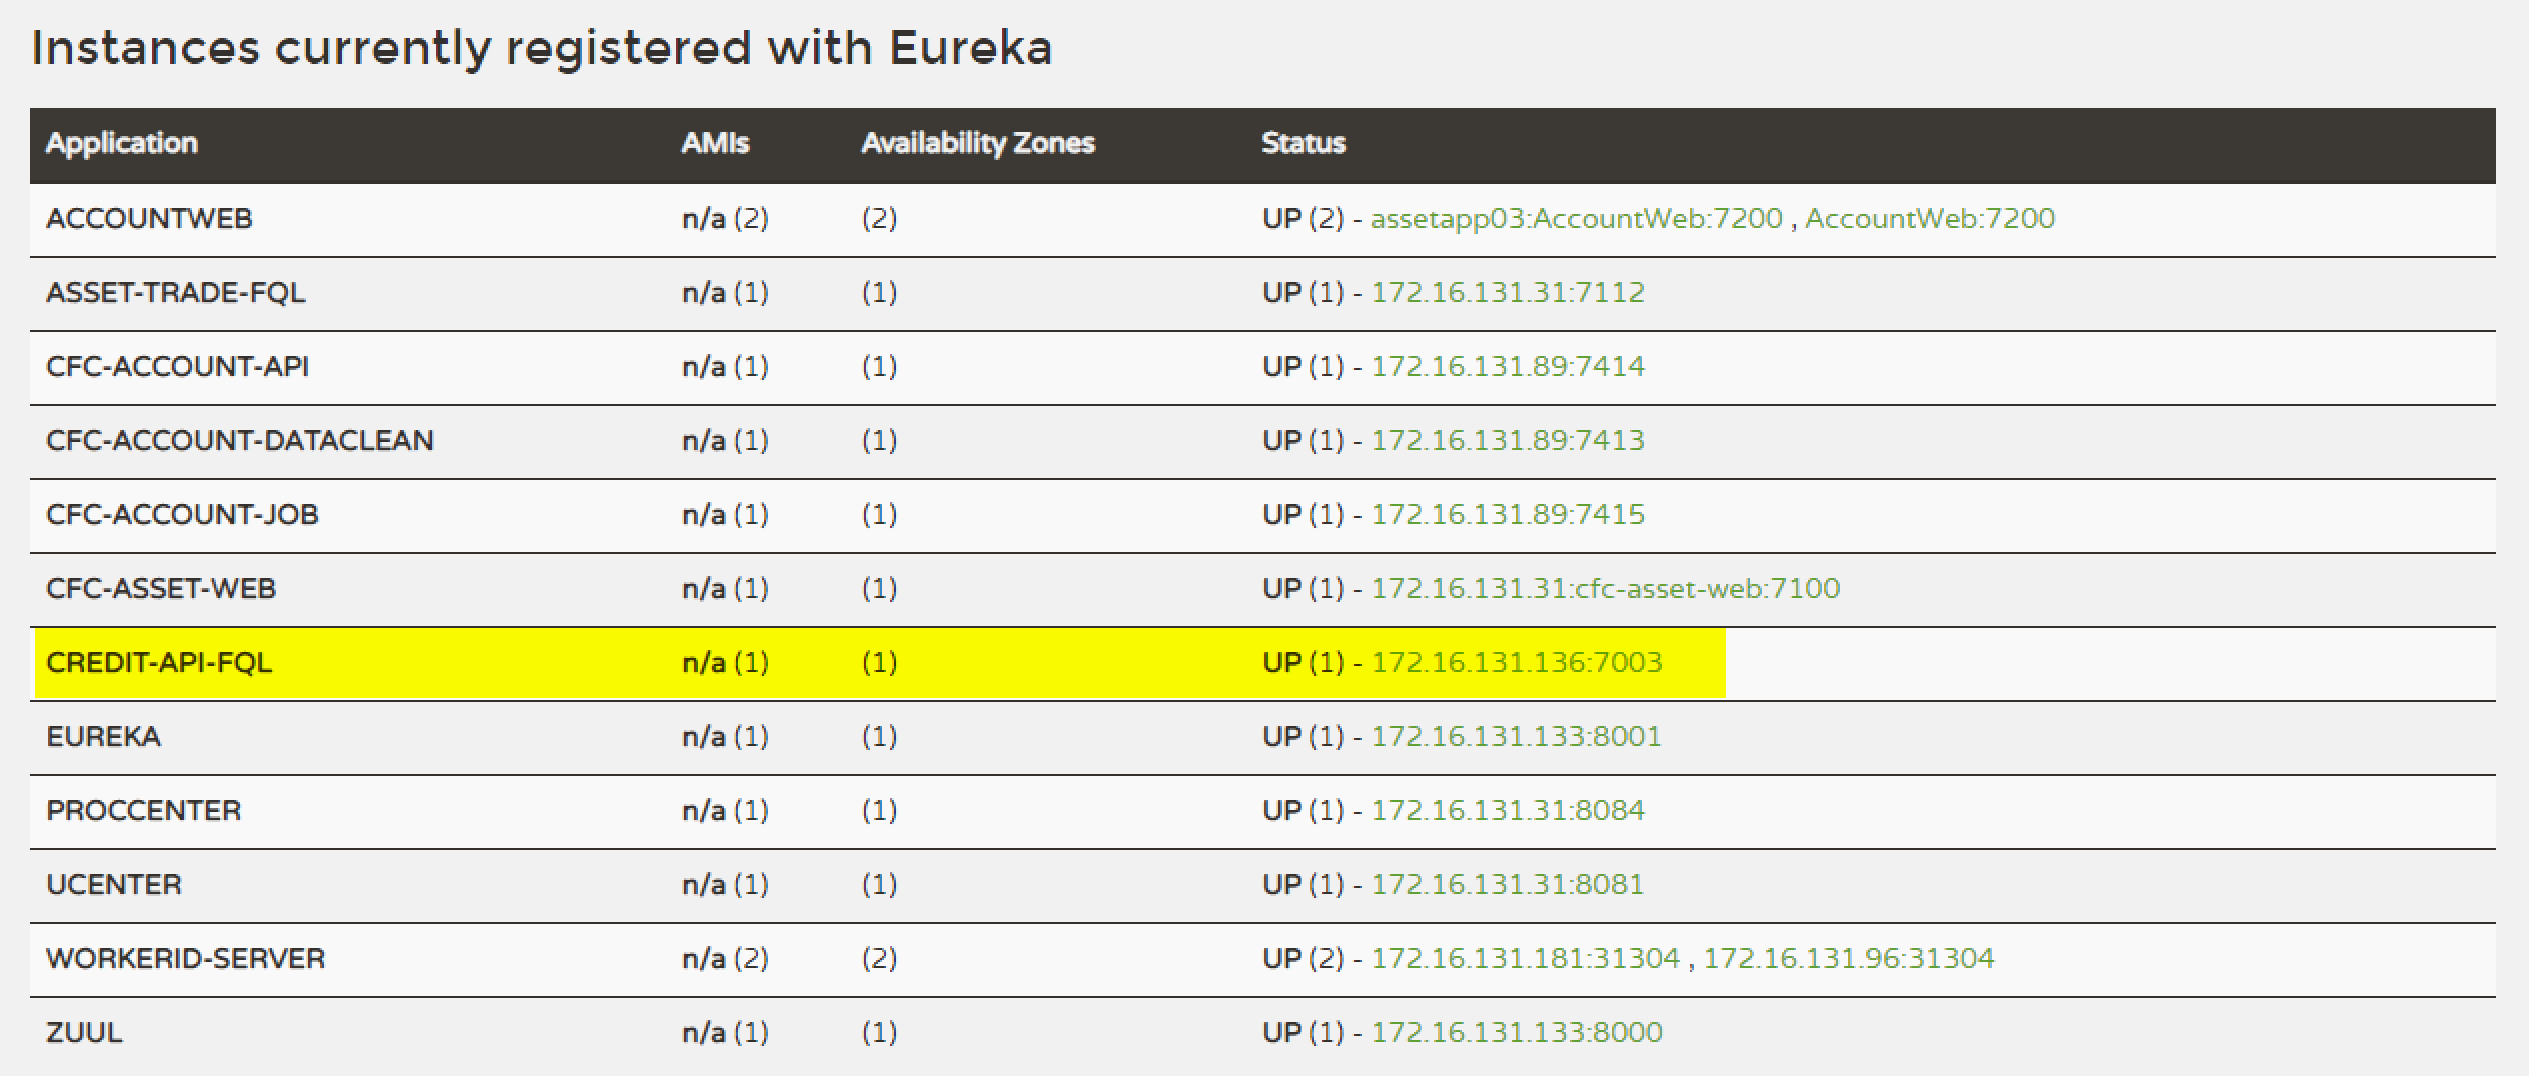 Instances currently registered with Eureka
Application AMIs Availability Zones Status
ACCOUNTWEB n/a (2) (2) UP (2) - assetapp03:AccountWeb:7200 , AccountWeb:7200
ASSET-TRADE-FQL n/a (1) (1) UP (1) - 172.16.131.31:7112
CFC-ACCOUNT-API n/a (1) (1) UP (1) - 172.16.131.89:7414
CFC-ACCOUNT-DATACLEAN n/a (1) (1) UP (1) - 172.16.131.89:7413
CFC-ACCOUNT-JOB n/a (1) (1) UP (1) - 172.16.131.89:7415
CFC-ASSET-WEB n/a (1) (1) UP (1) - 172.16.131.31:cfc-asset-web:7100
CREDIT-API-FQL n/a (1) (1) UP (1) - 172.16.131.136:7003
EUREKA n/a (1) (1) UP (1) - 172.16.131.133:8001
PROCCENTER n/a (1) (1) UP (1) - 172.16.131.31:8084
UCENTER n/a (1) (1) UP (1) - 172.16.131.31:8081
WORKERID-SERVER n/a (2) (2) UP (2) - 172.16.131.181:31304 , 172.16.131.96:31304
ZUUL n/a (1) (1) UP (1) - 172.16.131.133:8000